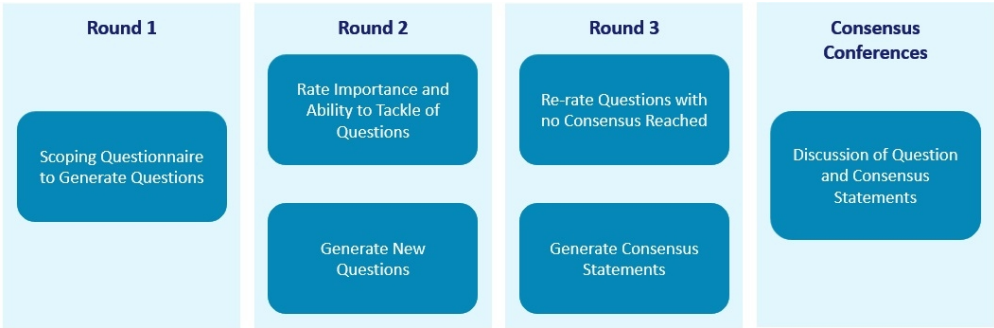 Round 1
Scoping Questionnaire
to Generate Questions
Round 2
Rate Importance and
Ability to Tackle of
Questions
Generate New
Questions
Round 3
Re-rate Questions with
no Consensus Reached
Generate Consensus
Statements
Consensus
Conferences
Discussion of Question
and Consensus
Statements